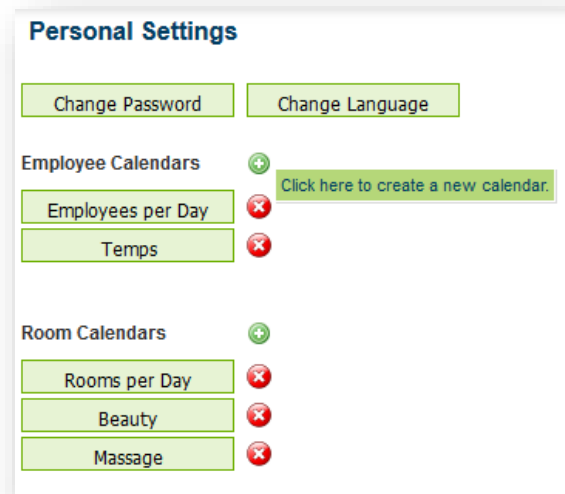 Personal Settings
Change Password Change Language
Employee Calendars
Click here to create a new calendar.
Employees per Day
Temps
Room Calendars
Rooms per Day
Beauty
Massage